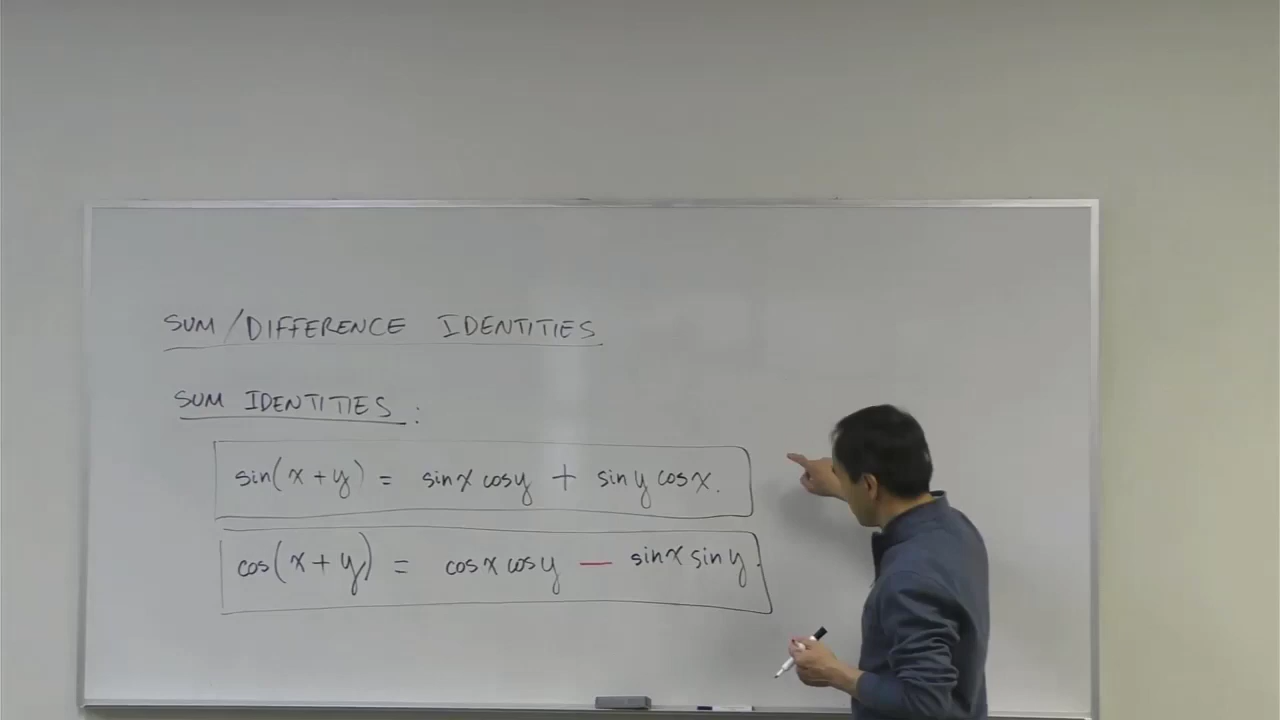 SUM/DIFFERENCE IDENTITIES
SUM IDENTITIES:
sin(x+y) = sinx cosy + siny cosx.
cos(x+y) = cosx cosy — sinx siny.